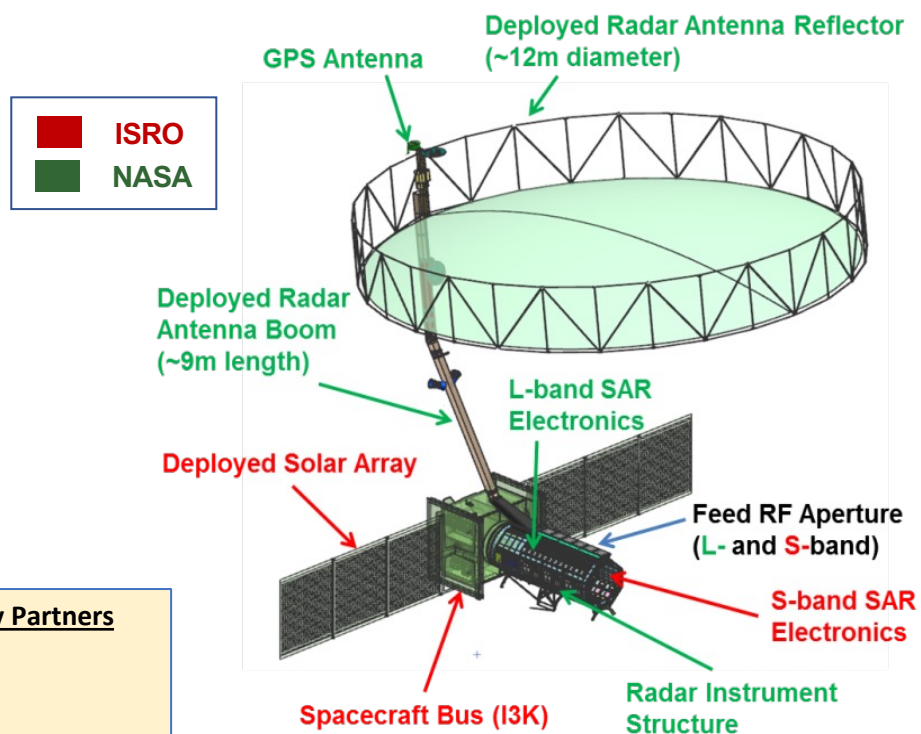 Deployed Radar Antenna Reflector
(~12m diameter)
GPS Antenna
ISRO
NASA
Deployed Radar
Antenna Boom
(~9m length)
L-band SAR
Electronics
Deployed Solar Array
Feed RF Aperture
(L- and S-band)
S-band SAR
Electronics
Partners
Radar Instrument
Structure
Spacecraft Bus (I3K)